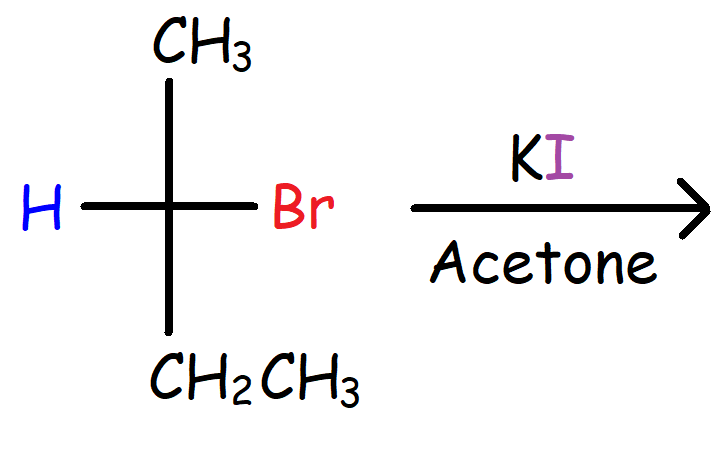 CH₃
H Br
KI
Acetone
CH₂CH₃